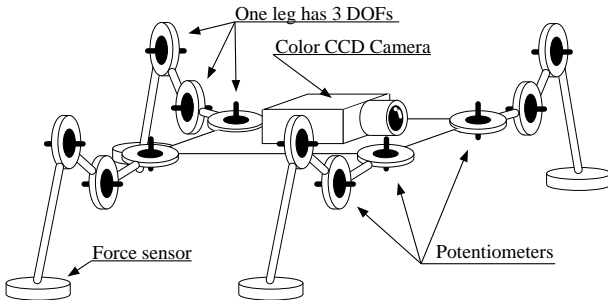 One leg has 3 DOFs
Color CCD Camera
Force sensor
Potentiometers